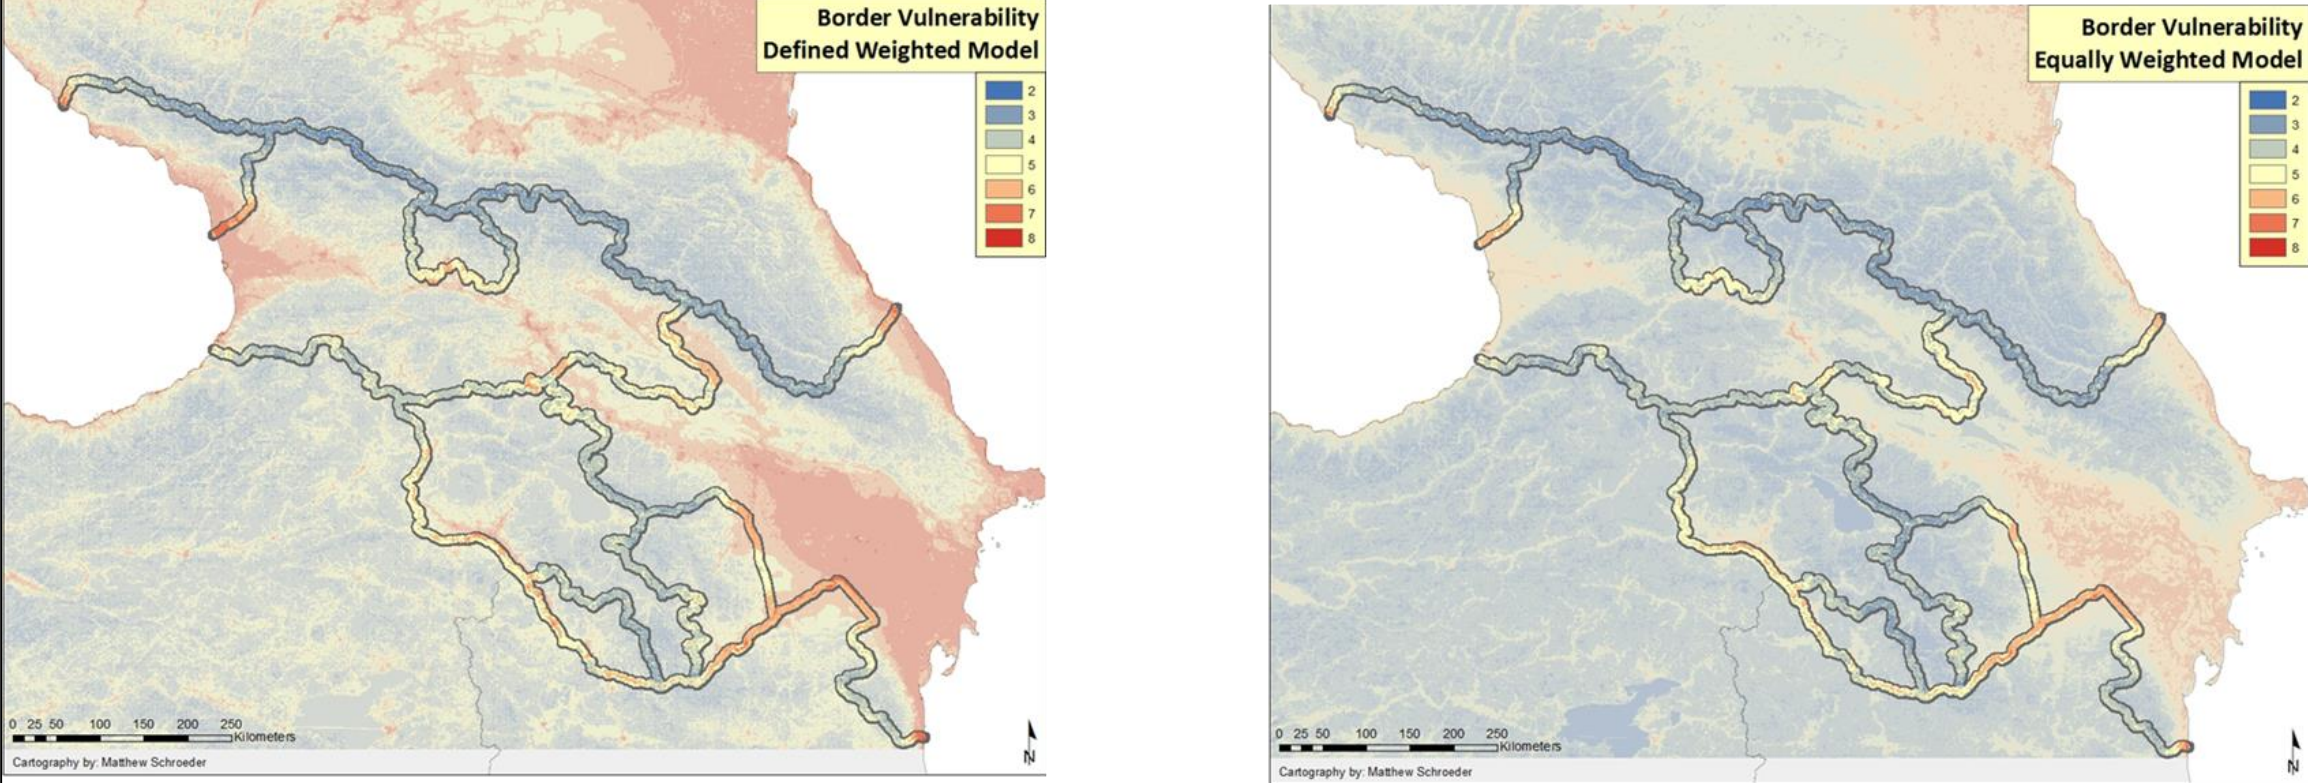 Border Vulnerability
Defined Weighted Model
2
3
4
5
6
7
8
0 25 50 100 150 200 250
Kilometers
N
Cartography by: Matthew Schroeder
Border Vulnerability
Equally Weighted Model
2
3
4
5
6
7
8
0 25 50 100 150 200 250
Kilometers
N
Cartography by: Matthew Schroeder